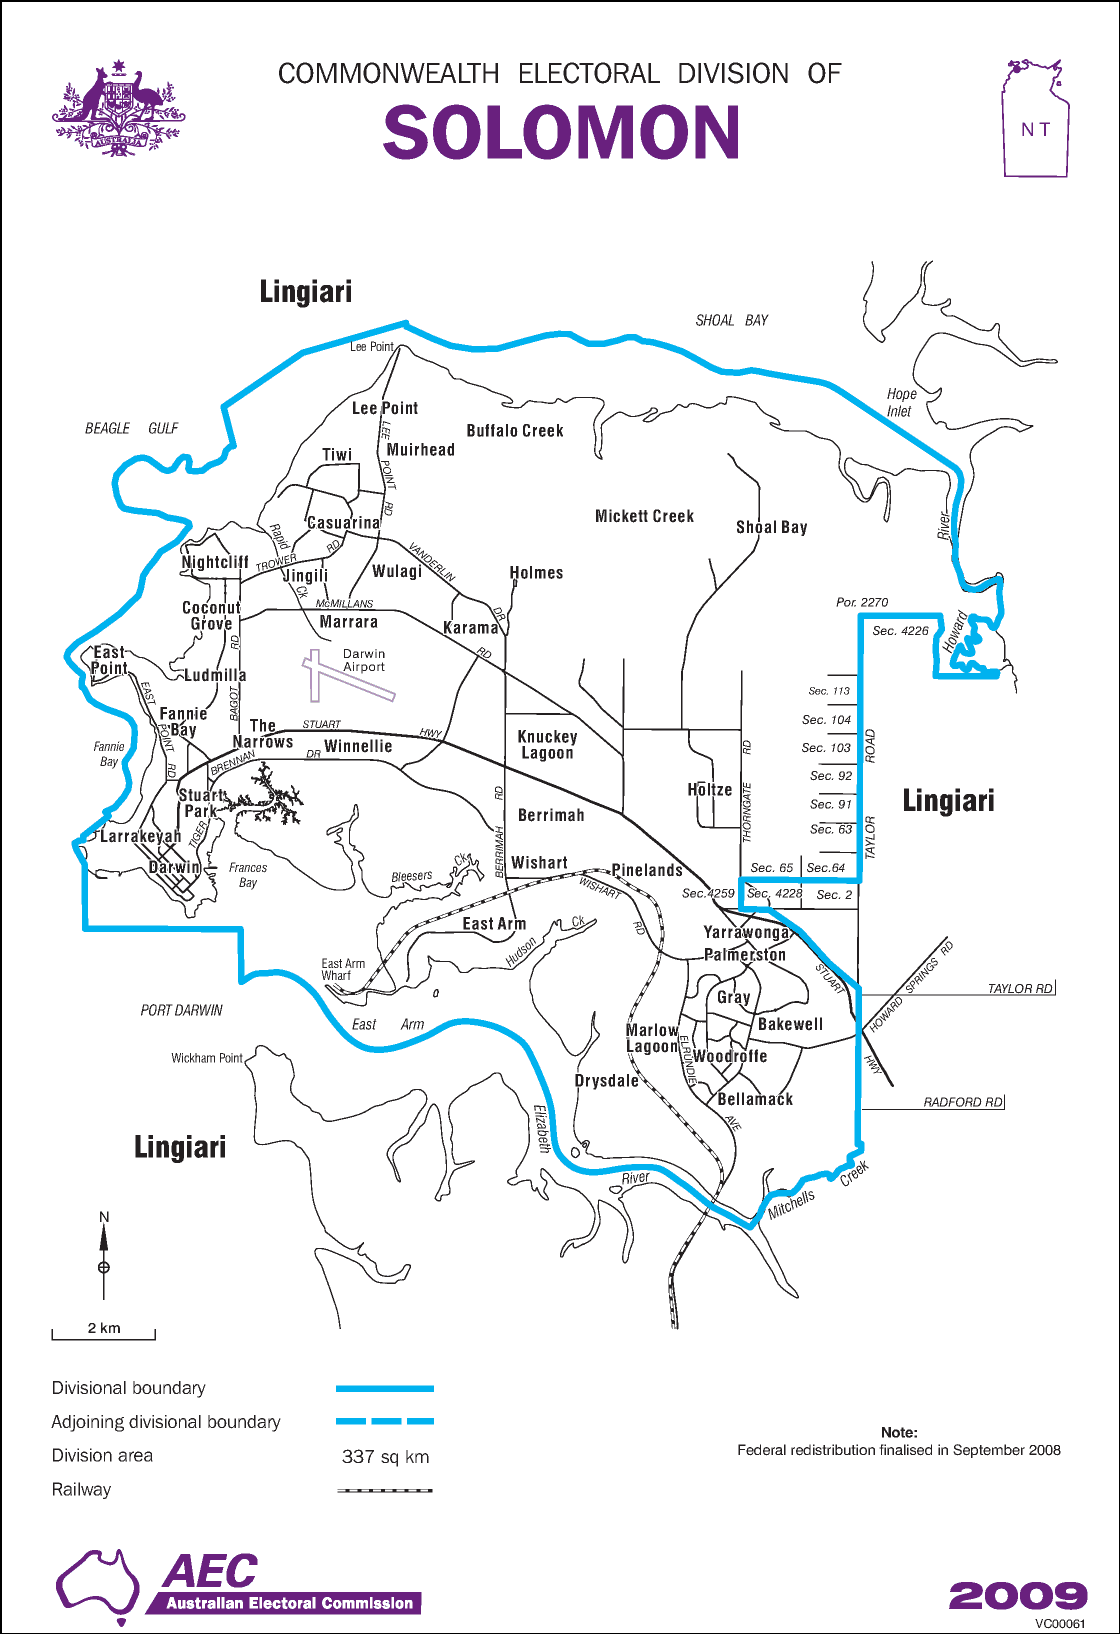 COMMONWEALTH ELECTORAL DIVISION OF
SOLOMON
AUSTRALIA
N T
Lingiari
SHOAL BAY
Lee Point
Hope
Inlet
BEAGLE GULF
Lee Point
Buffalo Creek
LEE POINT RD
Muirhead
Tiwi
Mickett Creek
Shoal Bay
Casuarina
River
Rapid
Ck
Nightcliff
TROWER RD
VANDERLIN DR
Jingili
Wulagi
Holmes
Por. 2270
Coconut
Grove
McMILLANS RD
Marrara
Karama
Sec. 4226
Howard
East
Point
Darwin
Airport
Ludmilla
BAGOT RD
Sec. 113
EAST POINT RD
Fannie
Bay
Sec. 104
The
Narrows
STUART HWY
Winnellie
Knuckey
Lagoon
Fannie
Bay
BRENNAN DR
Sec. 103
ROAD
Sec. 92
Stuart
Park
Holtze
Lingiari
Sec. 91
BERRIMAH RD
Berrimah
THORNGATE RD
Sec. 63
TAYLOR
Larrakeyah
TIGER
Darwin
Frances
Bay
Bleesers Ck
Wishart
Pinelands
Sec. 65
Sec.64
WISHART RD
Sec.4259
Sec. 4228
Sec. 2
East Arm
Hudson Ck
Yarrawonga
Palmerston
East Arm
Wharf
STUART HWY
HOWARD SPRINGS RD
TAYLOR RD
Gray
PORT DARWIN
East Arm
Marlow
Lagoon
Bakewell
Wickham Point
ELRUNDIE AVE
Woodroffe
Drysdale
Bellamack
RADFORD RD
Elizabeth River
Lingiari
Mitchells Creek
N
2 km
Divisional boundary
Adjoining divisional boundary
Division area 337 sq km
Railway
Note:
Federal redistribution finalised in September 2008
AEC
Australian Electoral Commission
2009
VC00061